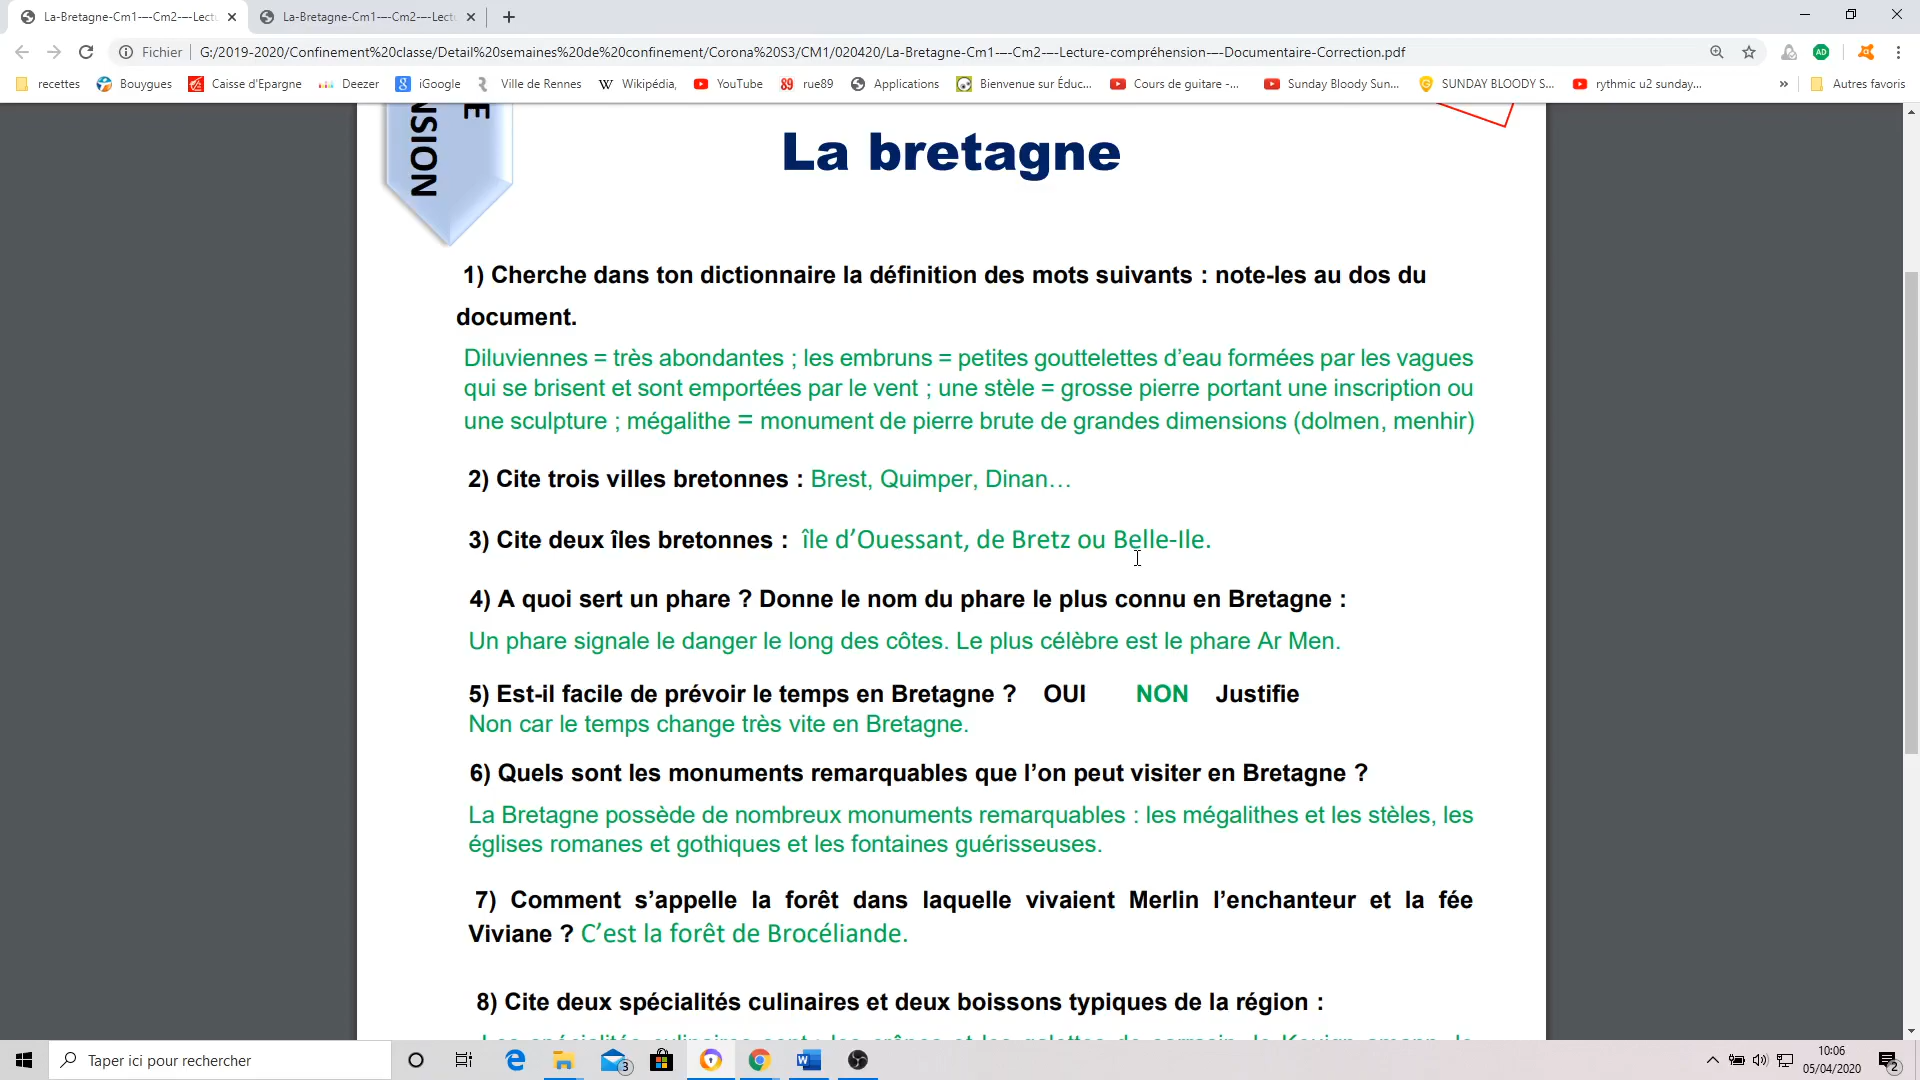 La-Bretagne-Cm1-–-Cm2-–-Lect
La-Bretagne-Cm1-–-Cm2-–-Lect
Fichier
G:/2019-2020/Confinement%20classe/Detail%20semaines%20de%20confinement/Corona%20S3/CM1/020420/La-Bretagne-Cm1-–-Cm2-–-Lecture-compréhension-–-Documentaire-Correction.pdf
recettes Bouygues Caisse d'Epargne Deezer iGoogle Ville de Rennes Wikipédia, YouTube rue89 Applications Bienvenue sur Éduc... Cours de guitare -... Sunday Bloody Sun... SUNDAY BLOODY S... rythmic u2 sunday... » Autres favoris
E
NSION
La bretagne
1) Cherche dans ton dictionnaire la définition des mots suivants : note-les au dos du
document.
Diluviennes = très abondantes ; les embruns = petites gouttelettes d’eau formées par les vagues
qui se brisent et sont emportées par le vent ; une stèle = grosse pierre portant une inscription ou
une sculpture ; mégalithe = monument de pierre brute de grandes dimensions (dolmen, menhir)
2) Cite trois villes bretonnes : Brest, Quimper, Dinan…
3) Cite deux îles bretonnes : île d’Ouessant, de Bretz ou Belle-Ile.
4) A quoi sert un phare ? Donne le nom du phare le plus connu en Bretagne :
Un phare signale le danger le long des côtes. Le plus célèbre est le phare Ar Men.
5) Est-il facile de prévoir le temps en Bretagne ? OUI NON Justifie
Non car le temps change très vite en Bretagne.
6) Quels sont les monuments remarquables que l’on peut visiter en Bretagne ?
La Bretagne possède de nombreux monuments remarquables : les mégalithes et les stèles, les
églises romanes et gothiques et les fontaines guérisseuses.
7) Comment s’appelle la forêt dans laquelle vivaient Merlin l’enchanteur et la fée
Viviane ? C’est la forêt de Brocéliande.
8) Cite deux spécialités culinaires et deux boissons typiques de la région :
Taper ici pour rechercher
3
10:06
05/04/2020
2